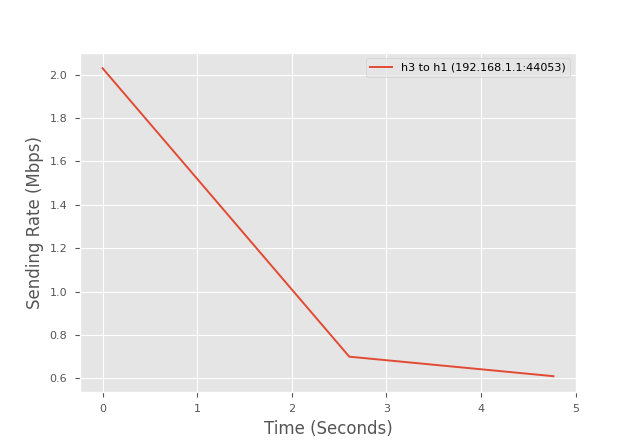 h3 to h1 (192.168.1.1:44053)
2.0
1.8
1.6
1.4
1.2
1.0
0.8
0.6
Sending Rate (Mbps)
0 1 2 3 4 5
Time (Seconds)